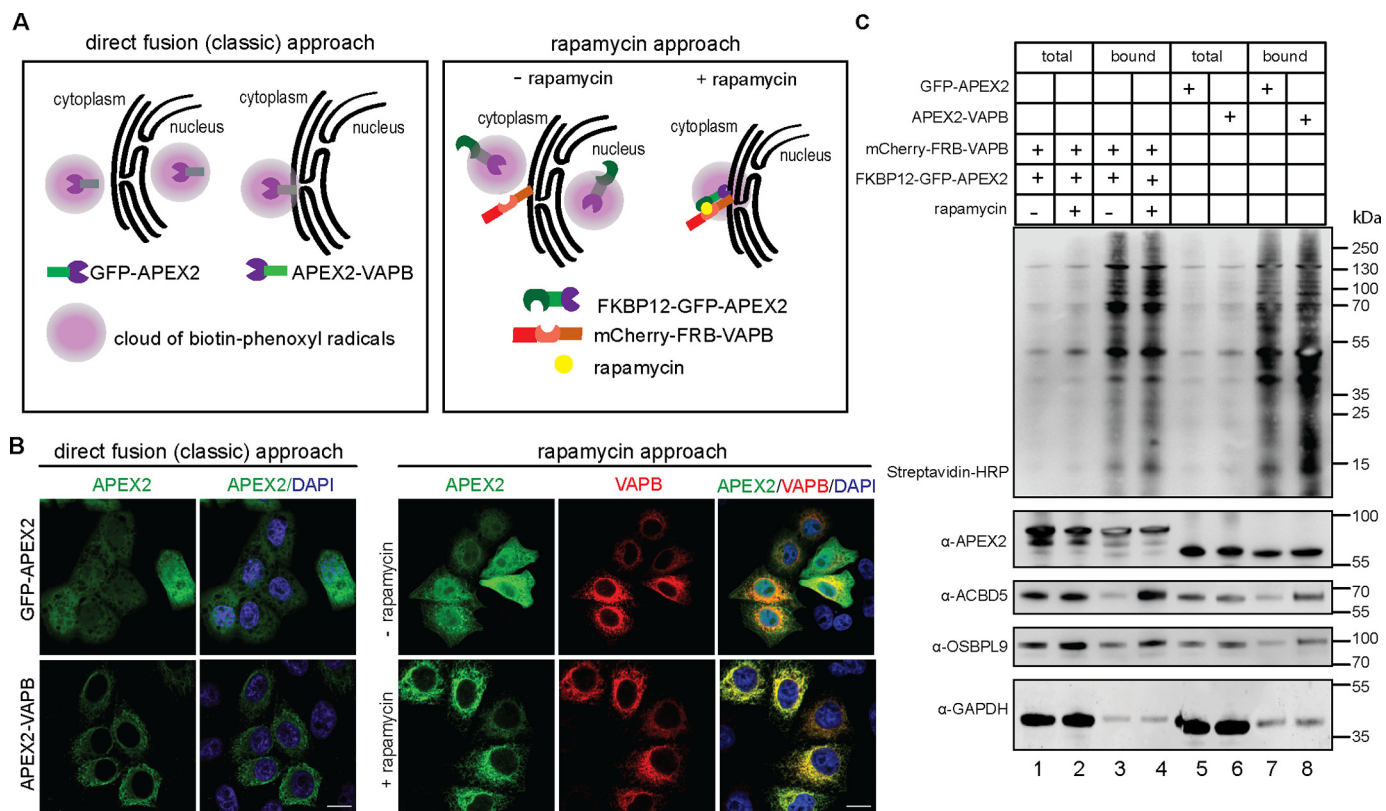 A
direct fusion (classic) approach
cytoplasm
nucleus
cytoplasm
nucleus
GFP-APEX2
APEX2-VAPB
cloud of biotin-phenoxyl radicals
rapamycin approach
– rapamycin
+ rapamycin
cytoplasm
nucleus
cytoplasm
nucleus
FKBP12-GFP-APEX2
mCherry-FRB-VAPB
rapamycin
B
direct fusion (classic) approach
APEX2
APEX2/DAPI
GFP-APEX2
APEX2-VAPB
rapamycin approach
APEX2
VAPB
APEX2/VAPB/DAPI
- rapamycin
+ rapamycin
C
total bound total bound
GFP-APEX2 + +
APEX2-VAPB + +
mCherry-FRB-VAPB + + + +
FKBP12-GFP-APEX2 + + + +
rapamycin – + – +
kDa
250
130
100
70
55
35
25
15
Streptavidin-HRP
α-APEX2
100
55
α-ACBD5
70
55
α-OSBPL9
100
70
α-GAPDH
55
35
1 2 3 4 5 6 7 8